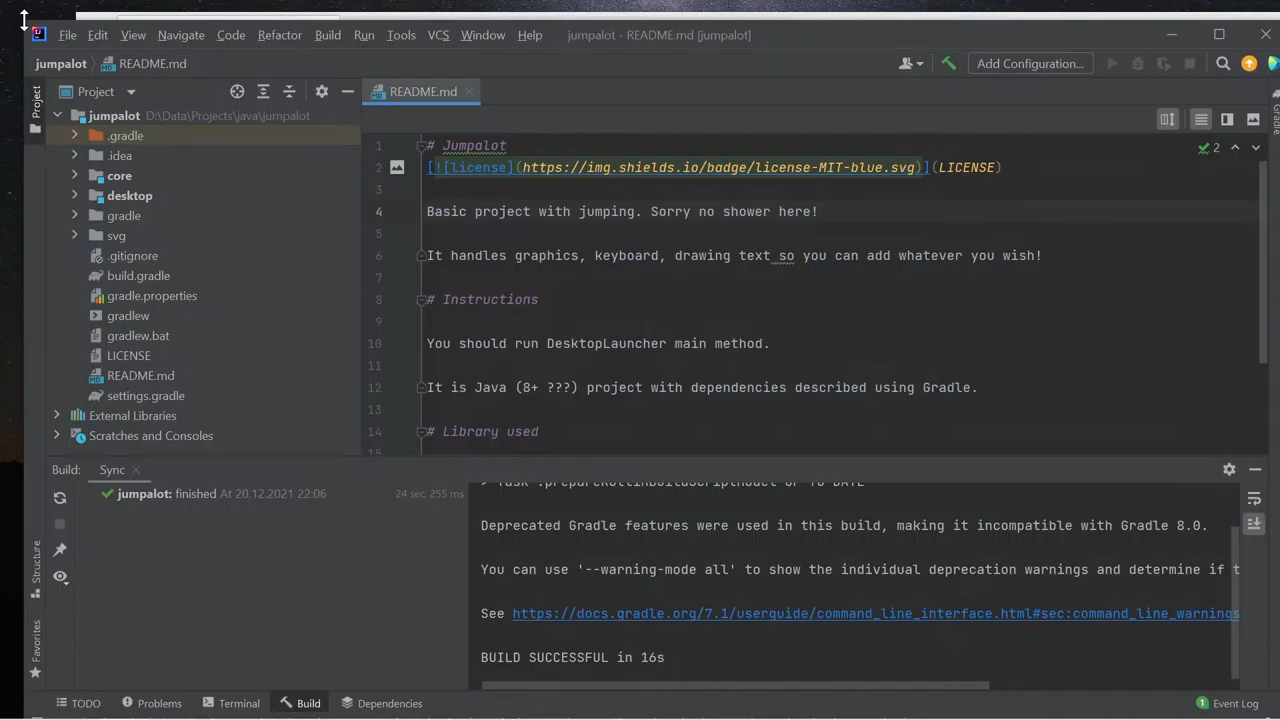 File Edit View Navigate Code Refactor Build Run Tools VCS Window Help jumpalot - README.md [jumpalot]
jumpalot README.md Add Configuration...
Project
Project
README.md
jumpalot D:\Data\Projects\java\jumpalot
.gradle
.idea
core
desktop
gradle
svg
.gitignore
build.gradle
gradle.properties
gradlew
gradlew.bat
LICENSE
README.md
settings.gradle
External Libraries
Scratches and Consoles
Gradle
2
1 # Jumpalot
2 [![license](https://img.shields.io/badge/license-MIT-blue.svg)](LICENSE)
3
4 Basic project with jumping. Sorry no shower here!
5
6 It handles graphics, keyboard, drawing text so you can add whatever you wish!
7
8 # Instructions
9
10 You should run DesktopLauncher main method.
11
12 It is Java (8+ ???) project with dependencies described using Gradle.
13
14 # Library used
15
Build: Sync
jumpalot: finished At 20.12.2021 22:06 24 sec, 255 ms
Deprecated Gradle features were used in this build, making it incompatible with Gradle 8.0.
You can use '--warning-mode all' to show the individual deprecation warnings and determine if t
See https://docs.gradle.org/7.1/userguide/command_line_interface.html#sec:command_line_warnings
BUILD SUCCESSFUL in 16s
Structure
Favorites
TODO Problems Terminal Build Dependencies 1 Event Log